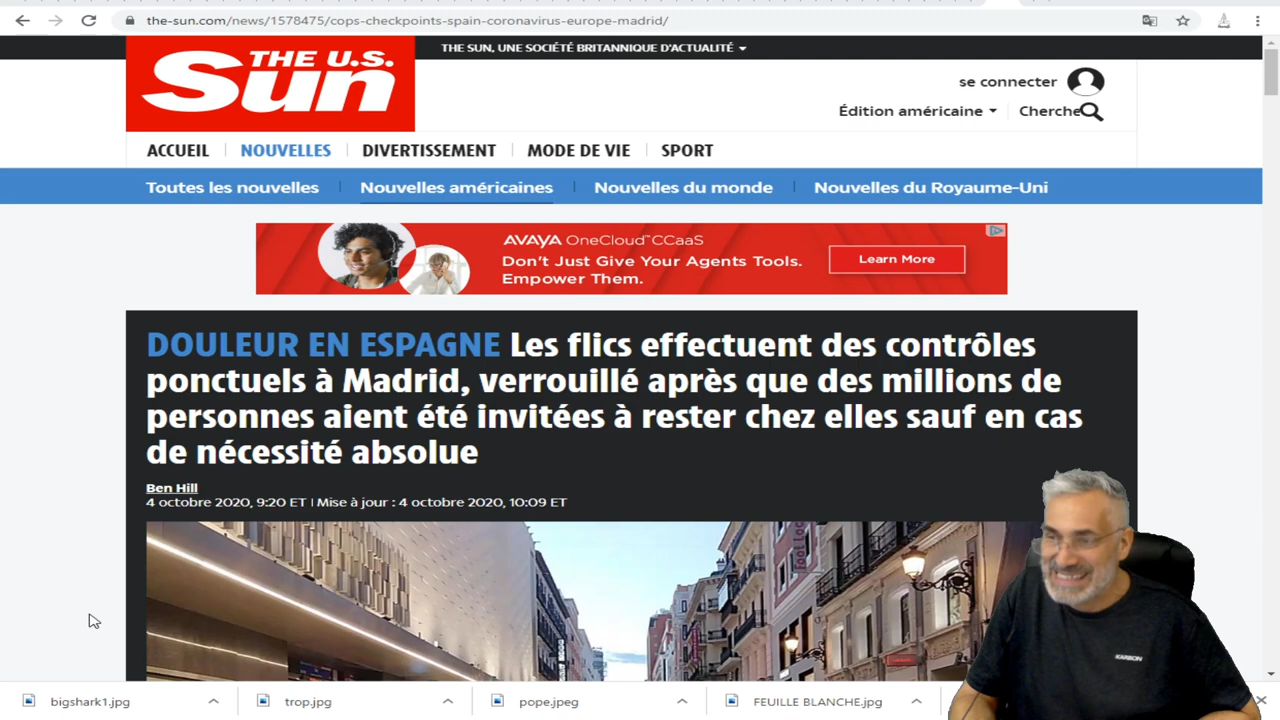 the-sun.com/news/1578475/cops-checkpoints-spain-coronavirus-europe-madrid/
THE SUN, UNE SOCIÉTÉ BRITANNIQUE D'ACTUALITÉ
THE U.S.
Sun
se connecter
Édition américaine
Cherche
ACCUEIL NOUVELLES DIVERTISSEMENT MODE DE VIE SPORT
Toutes les nouvelles Nouvelles américaines Nouvelles du monde Nouvelles du Royaume-Uni
AVAYA OneCloud™CCaaS
Don't Just Give Your Agents Tools.
Empower Them.
Learn More
DOULEUR EN ESPAGNE Les flics effectuent des contrôles
ponctuels à Madrid, verrouillé après que des millions de
personnes aient été invitées à rester chez elles sauf en cas
de nécessité absolue
Ben Hill
4 octobre 2020, 9:20 ET | Mise à jour : 4 octobre 2020, 10:09 ET
KARBON
bigshark1.jpg trop.jpg pope.jpeg FEUILLE BLANCHE.jpg